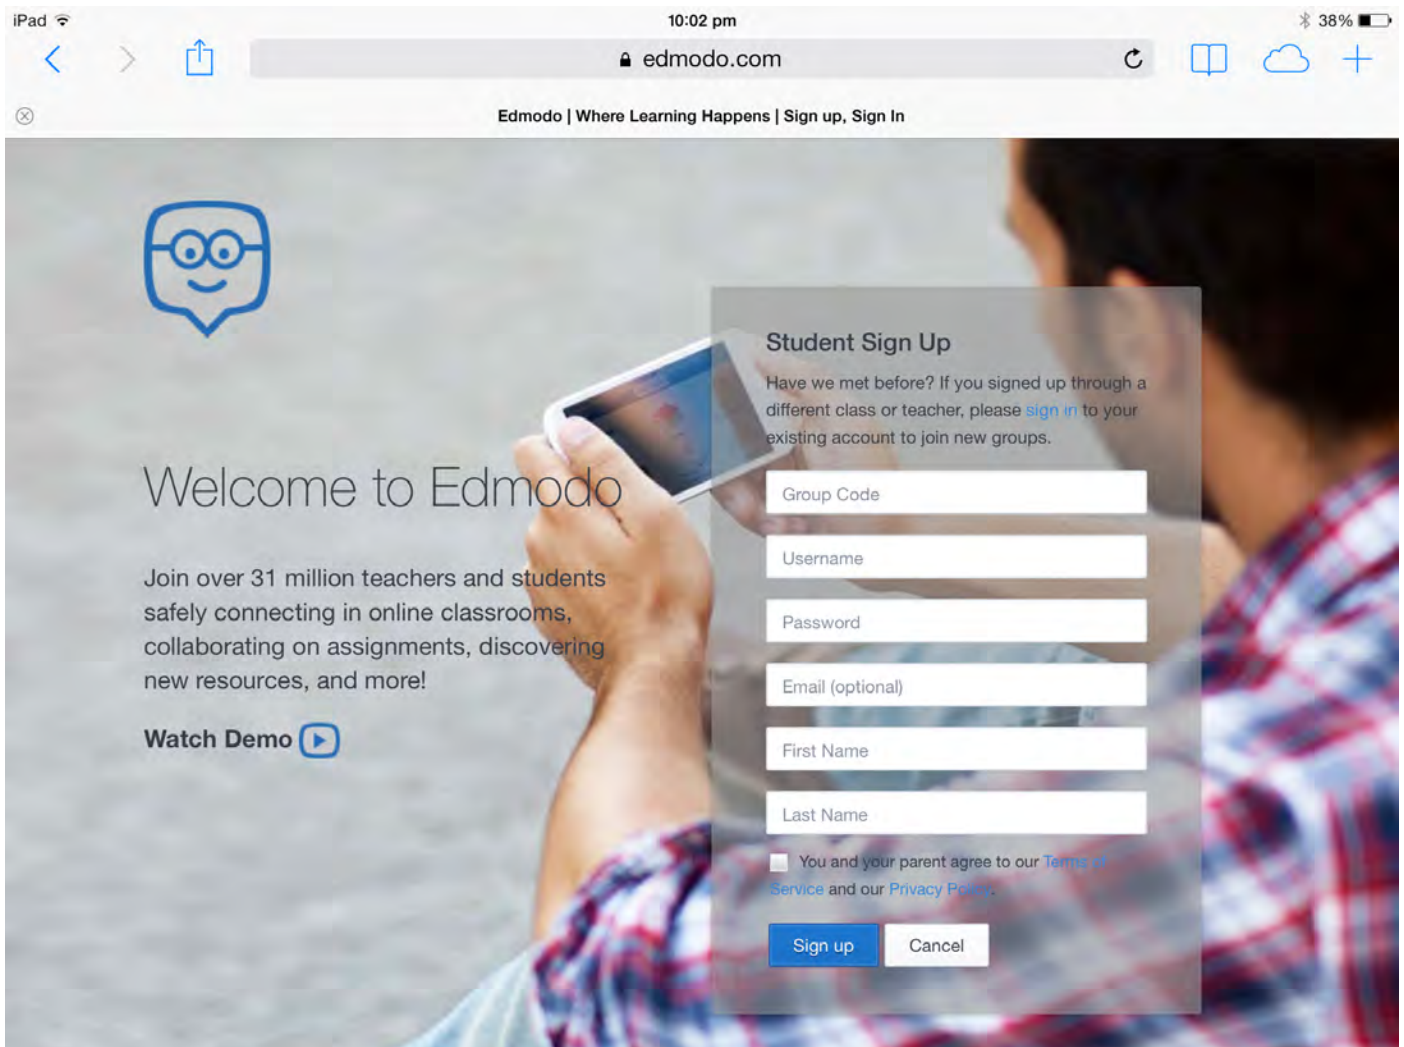 iPad
10:02 pm
38%
edmodo.com
Edmodo | Where Learning Happens | Sign up, Sign In
Welcome to Edmodo
Join over 31 million teachers and students
safely connecting in online classrooms,
collaborating on assignments, discovering
new resources, and more!
Watch Demo
Student Sign Up
Have we met before? If you signed up through a
different class or teacher, please sign in to your
existing account to join new groups.
Group Code
Username
Password
Email (optional)
First Name
Last Name
You and your parent agree to our Terms of
Service and our Privacy Policy.
Sign up
Cancel